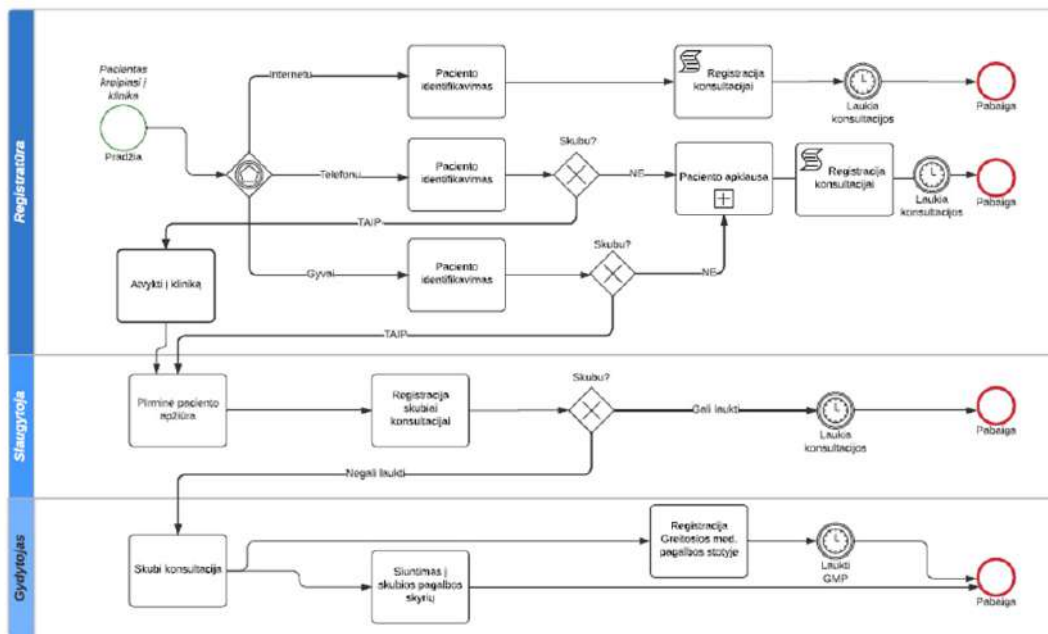 Registratūra
Pacientas
kreipiasi į
klinika
Pradžia
Internetu
Paciento
identifikavimas
Registracija
konsultacijai
Laukia
konsultacijos
Pabaiga
Telefonu
Paciento
identifikavimas
Skubu?
NE
Paciento apklausa
Registracija
konsultacijai
Laukia
konsultacijos
Pabaiga
TAIP
Atvykti į kliniką
Gyvai
Paciento
identifikavimas
Skubu?
NE
TAIP
Slaugytoja
Pirminė paciento
apžiūra
Registracija
skubiai
konsultacijai
Skubu?
Gali laukti
Laukia
konsultacijos
Pabaiga
Negali laukti
Gydytojas
Skubi konsultacija
Registracija
Greitosios med.
pagalbos stotyje
Laukti
GMP
Siuntimas į
skubios pagalbos
skyrių
Pabaiga